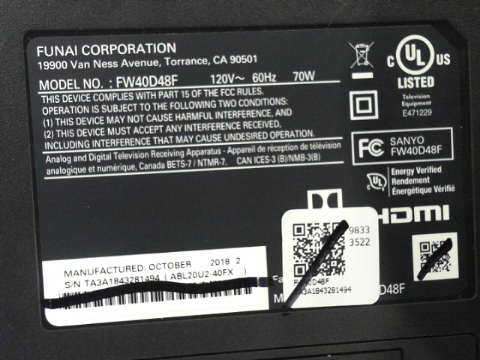 FUNAI CORPORATION
19900 Van Ness Avenue, Torrance, CA 90501
MODEL NO. : FW40D48F 120V~ 60Hz 70W
THIS DEVICE COMPLIES WITH PART 15 OF THE FCC RULES.
OPERATION IS SUBJECT TO THE FOLLOWING TWO CONDITIONS:
(1) THIS DEVICE MAY NOT CAUSE HARMFUL INTERFERENCE, AND
(2) THIS DEVICE MUST ACCEPT ANY INTERFERENCE RECEIVED,
INCLUDING INTERFERENCE THAT MAY CAUSE UNDESIRED OPERATION.
Analog and Digital Television Receiving Apparatus - Appareil de réception de télévision
analogique et numérique, Canada BETS-7 / NTMR-7. CAN ICES-3 (B)/NMB-3(B)
C UL US
LISTED
Television
Equipment
E471229
FC SANYO
FW40D48F
UL Energy Verified
Rendement
Énergétique Vérifié
HDMI
MANUFACTURED OCTOBER 2018 2
S/N TA3A1843281494 ( ABL20U2-40FX )
9833
3522
FW40D48F
TA3A1843281494
D48F